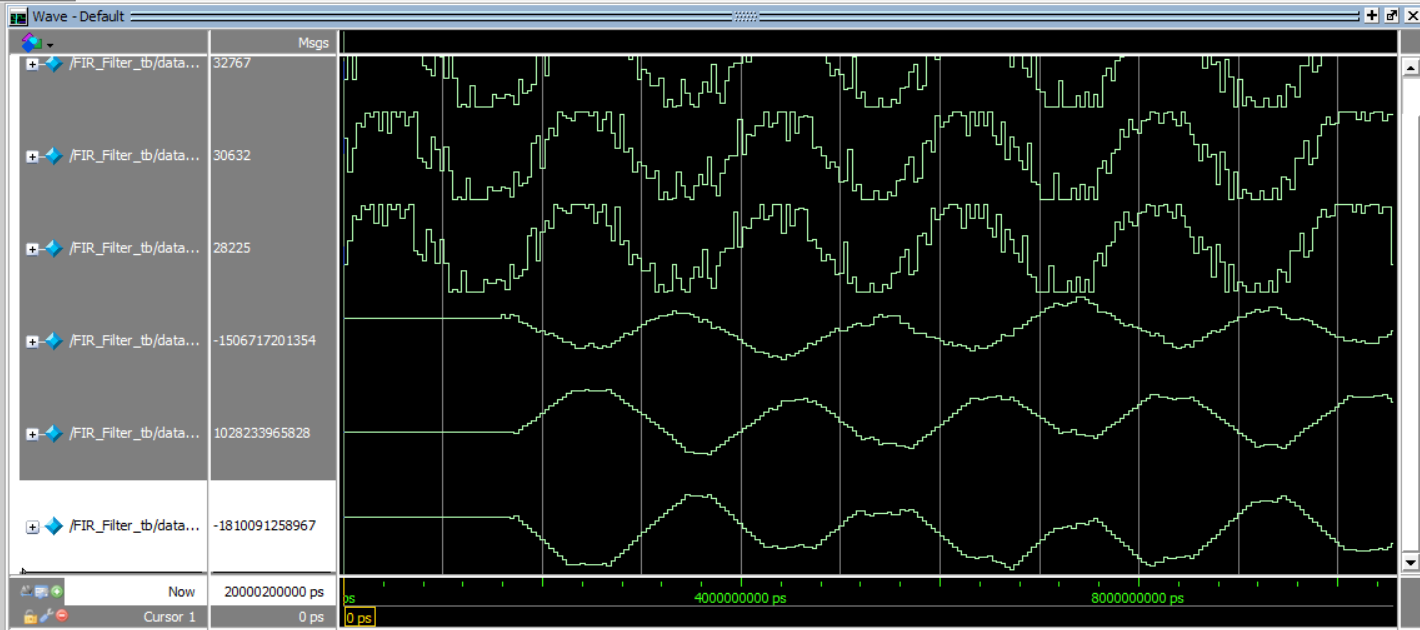 Wave - Default
Msgs
/FIR_Filter_tb/data... 32767
/FIR_Filter_tb/data... 30632
/FIR_Filter_tb/data... 28225
/FIR_Filter_tb/data... -1506717201354
/FIR_Filter_tb/data... 1028233965828
/FIR_Filter_tb/data... -1810091258967
Now 20000200000 ps ps 4000000000 ps 8000000000 ps
Cursor 1 0 ps 0 ps